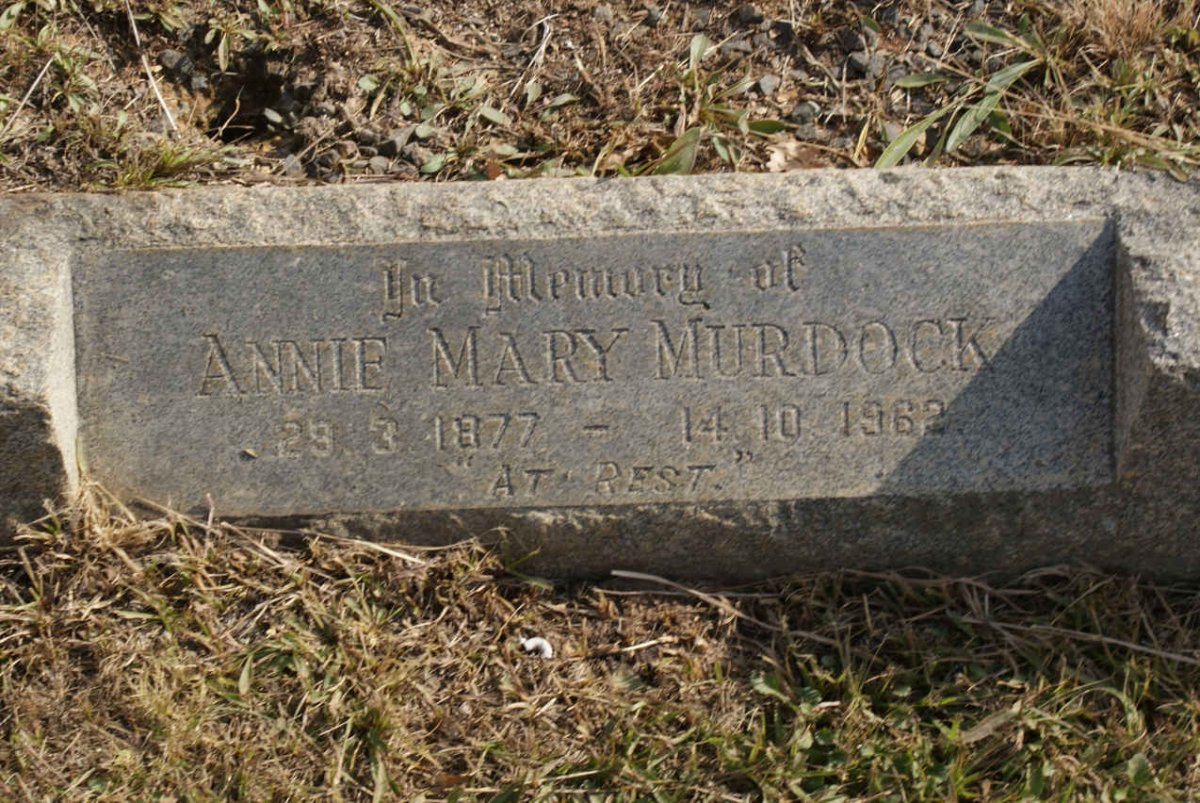 In Memory of
ANNIE MARY MURDOCK
29. 3. 1877 - 14. 10. 1962.
"AT REST."